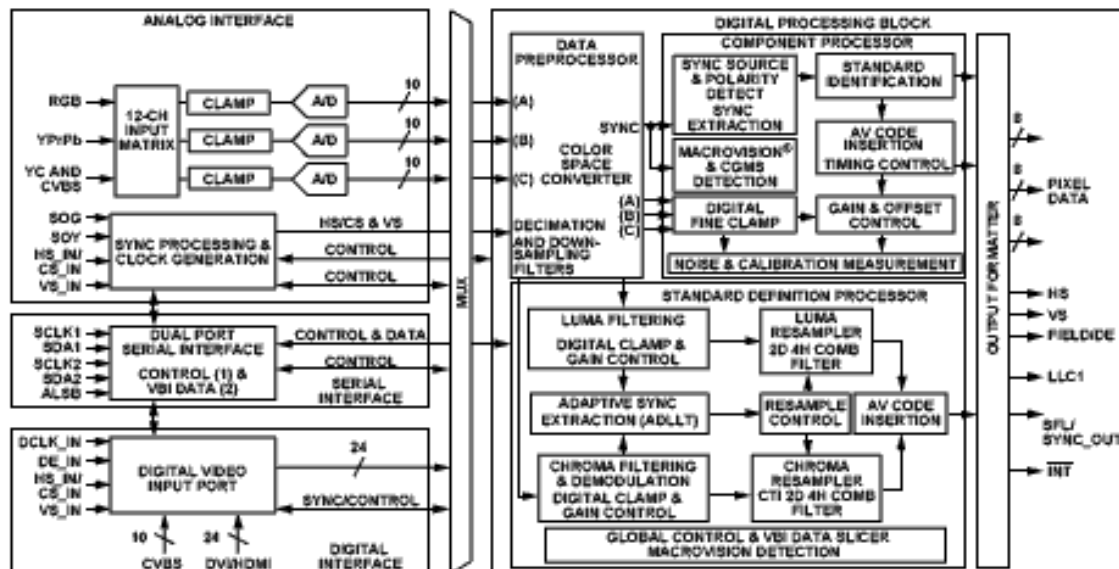 ANALOG INTERFACE
RGB
YPrPb
YC AND
CVBS
12-CH
INPUT
MATRIX
CLAMP
A/D
10
CLAMP
A/D
10
CLAMP
A/D
10
SOG
SOY
HS_IN/
CS_IN
VS_IN
SYNC PROCESSING &
CLOCK GENERATION
HS/CS & VS
CONTROL
CONTROL
SCLK1
SDA1
SCLK2
SDA2
ALSB
DUAL PORT
SERIAL INTERFACE
CONTROL (1) &
VBI DATA (2)
CONTROL & DATA
CONTROL
SERIAL
INTERFACE
DCLK_IN
DE_IN
HS_IN/
CS_IN
VS_IN
DIGITAL VIDEO
INPUT PORT
24
SYNC/CONTROL
10
CVBS
24
DVI/HDMI
DIGITAL
INTERFACE
MUX
DIGITAL PROCESSING BLOCK
DATA
PREPROCESSOR
(A)
(B)
(C)
SYNC
COLOR
SPACE
CONVERTER
(A)
(B)
(C)
DECIMATION
AND DOWN-
SAMPLING
FILTERS
COMPONENT PROCESSOR
SYNC SOURCE
& POLARITY
DETECT
SYNC
EXTRACTION
STANDARD
IDENTIFICATION
MACROVISION®
& CGMS
DETECTION
AV CODE
INSERTION
TIMING CONTROL
DIGITAL
FINE CLAMP
GAIN & OFFSET
CONTROL
NOISE & CALIBRATION MEASUREMENT
STANDARD DEFINITION PROCESSOR
LUMA FILTERING
DIGITAL CLAMP &
GAIN CONTROL
LUMA
RESAMPLER
2D 4H COMB
FILTER
ADAPTIVE SYNC
EXTRACTION (ADLLT)
RESAMPLE
CONTROL
AV CODE
INSERTION
CHROMA FILTERING
& DEMODULATION
DIGITAL CLAMP &
GAIN CONTROL
CHROMA
RESAMPLER
CTI 2D 4H COMB
FILTER
GLOBAL CONTROL & VBI DATA SLICER
MACROVISION DETECTION
OUTPUT FORMATTER
8
8
PIXEL
DATA
8
HS
VS
FIELD/DE
LLC1
SFL/
SYNC_OUT
INT